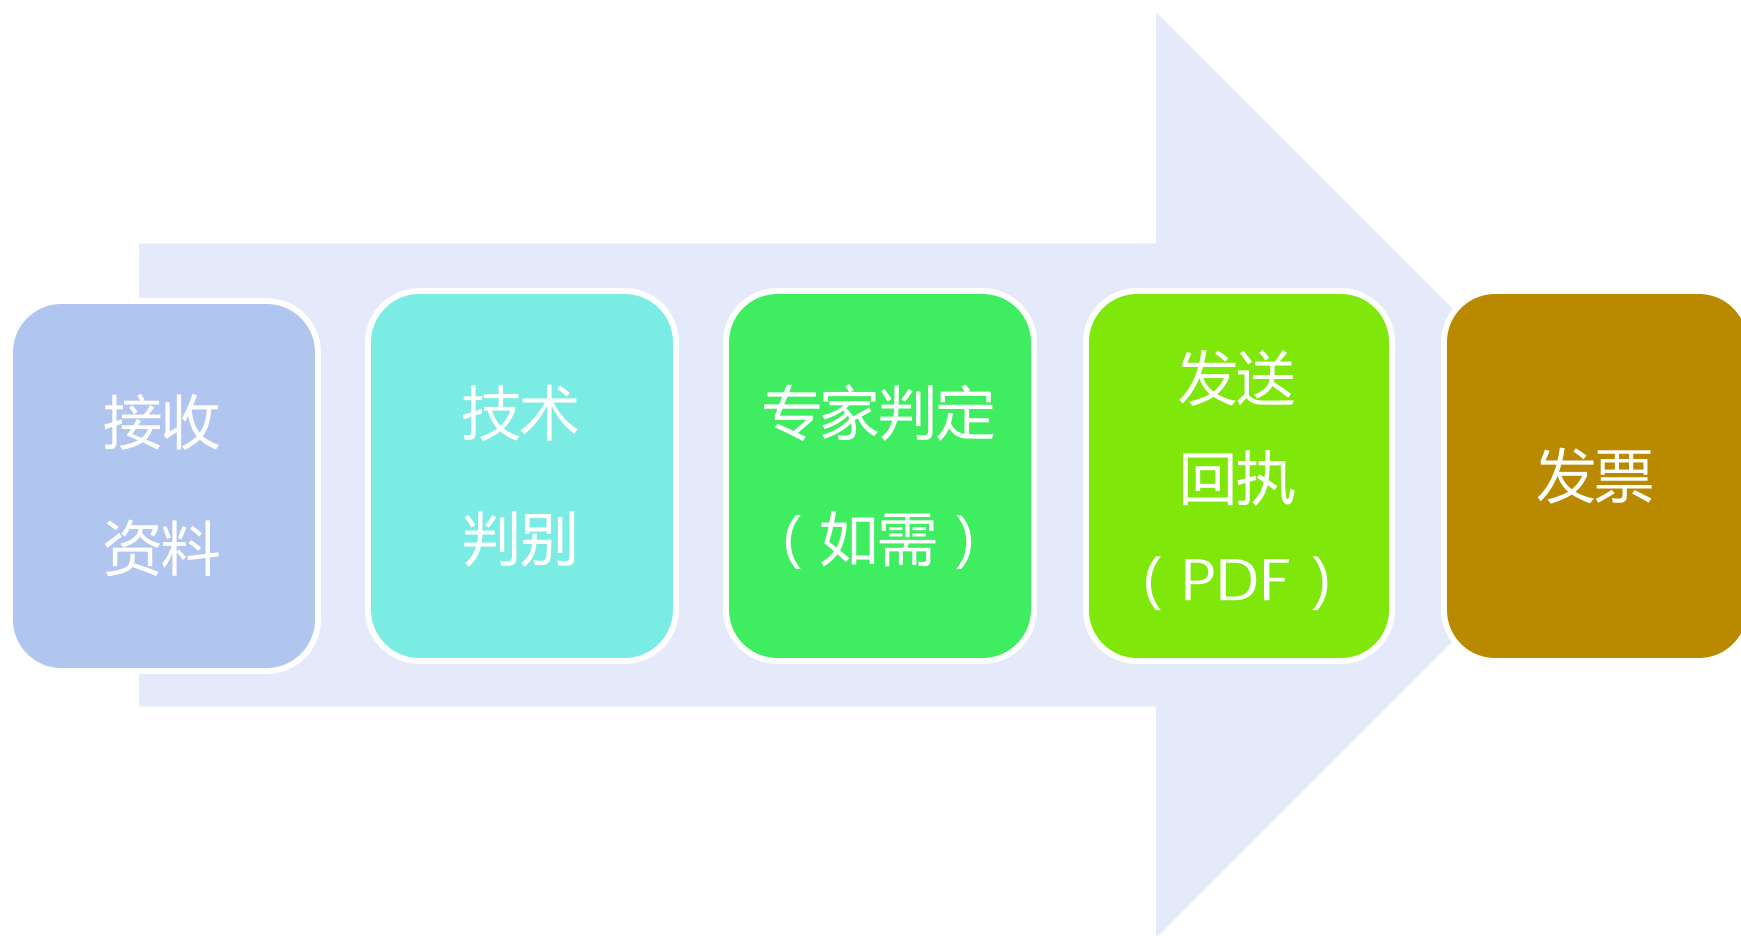 接收
资料
技术
判别
专家判定
（如需）
发送
回执
（PDF）
发票